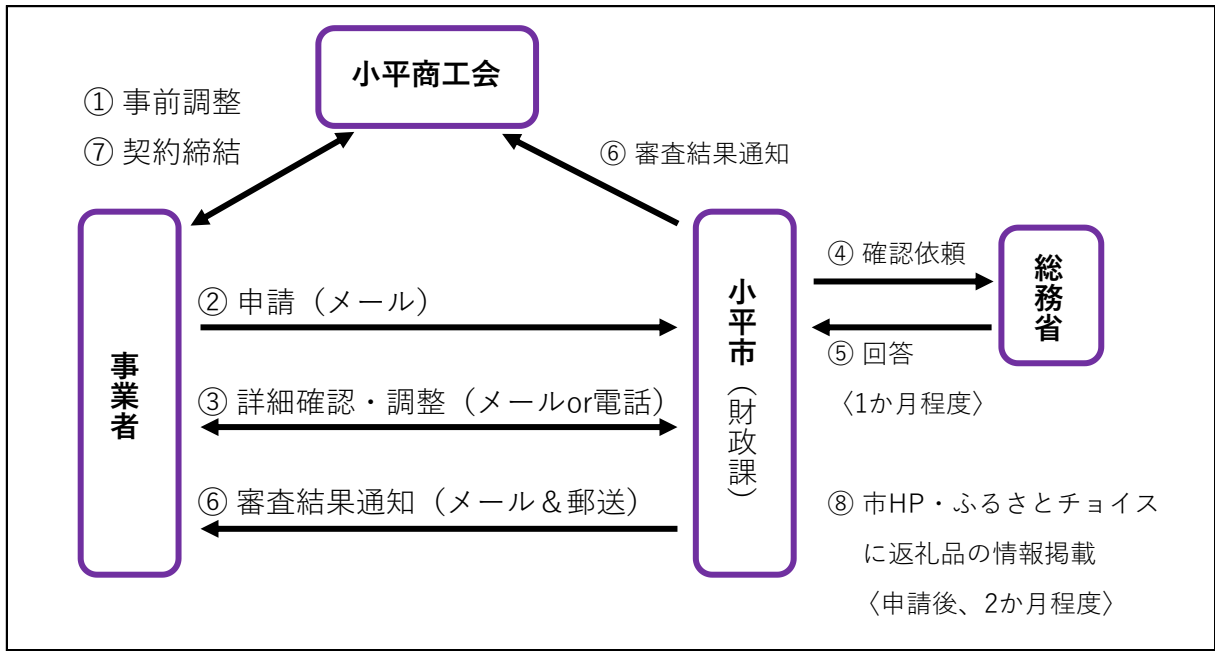 小平商工会
① 事前調整
⑦ 契約締結
⑥ 審査結果通知
事業者
② 申請（メール）
③ 詳細確認・調整（メールor電話）
⑥ 審査結果通知（メール＆郵送）
小平市（財政課）
④ 確認依頼
総務省
⑤ 回答
〈1か月程度〉
⑧ 市HP・ふるさとチョイス
に返礼品の情報掲載
〈申請後、2か月程度〉